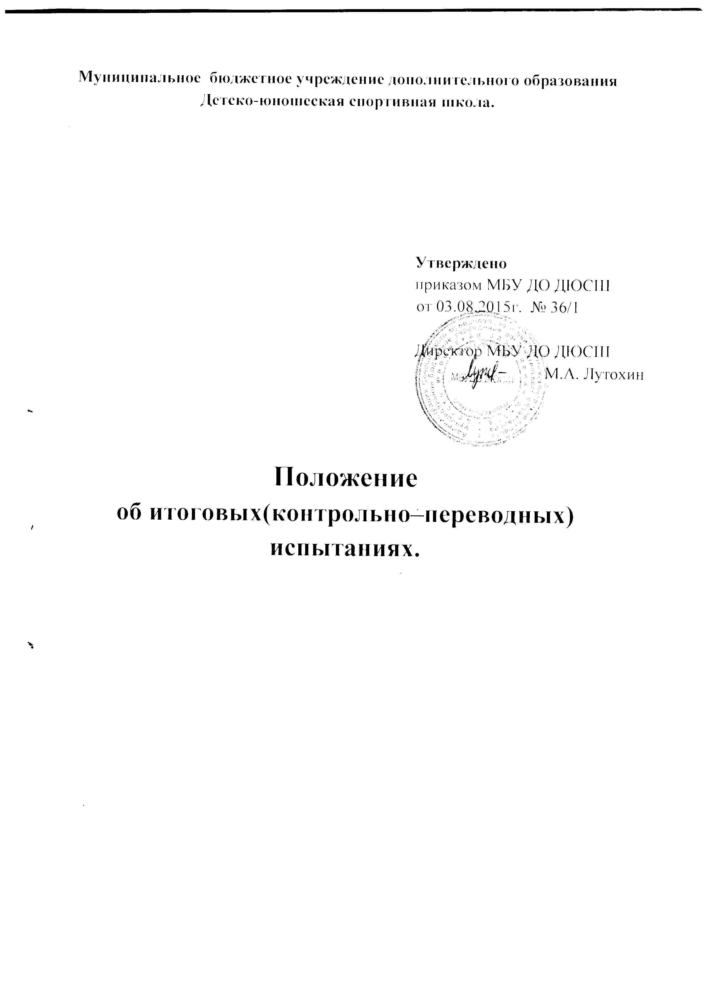 Муниципальное бюджетное учреждение дополнительного образования
Детско-юношеская спортивная школа.
Утверждено
приказом МБУ ДО ДЮСШ
от 03.08.2015г. № 36/1
Директор МБУ ДО ДЮСШ
М.А. Лутохин
Положение
об итоговых(контрольно–переводных)
испытаниях.